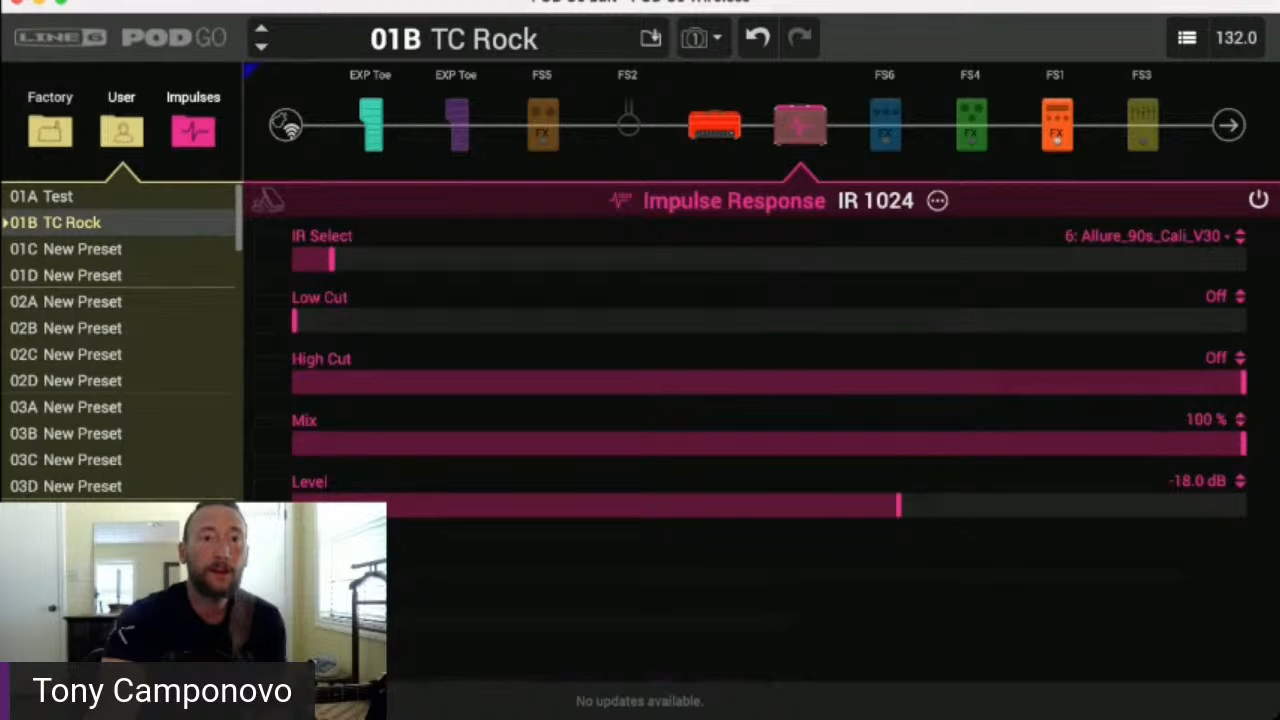 LINE 6 POD GO
01B TC Rock
1
132.0
Factory
User
Impulses
EXP Toe
EXP Toe
FS5
FS2
FS6
FS4
FS1
FS3
FX
FX
FX
01A Test
01B TC Rock
01C New Preset
01D New Preset
02A New Preset
02B New Preset
02C New Preset
02D New Preset
03A New Preset
03B New Preset
03C New Preset
03D New Preset
Impulse Response IR 1024
IR Select
6: Allure_90s_Cali_V30 -
Low Cut
Off
High Cut
Off
Mix
100 %
Level
-18.0 dB
Tony Camponovo
No updates available.